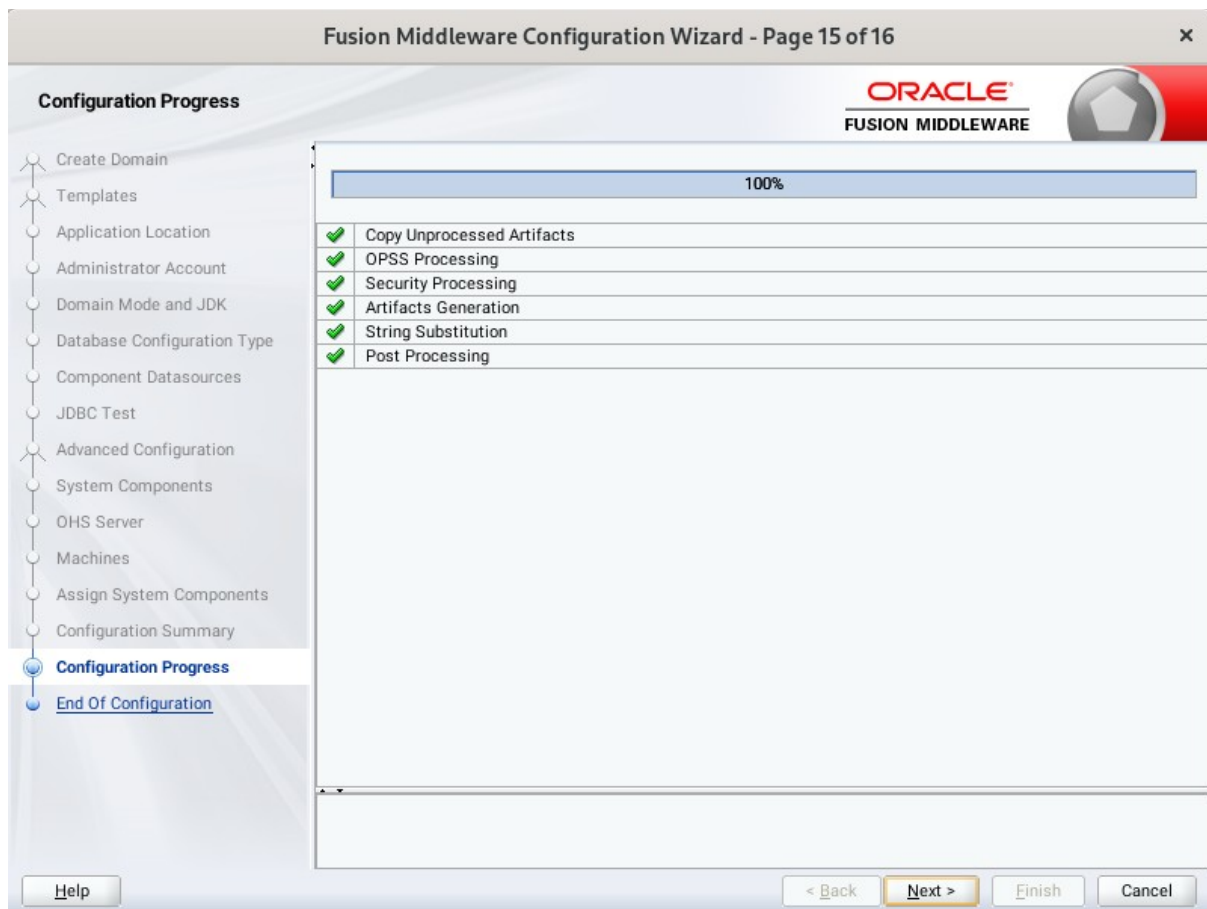 Fusion Middleware Configuration Wizard - Page 15 of 16
×
Configuration Progress
ORACLE
FUSION MIDDLEWARE
Create Domain
Templates
Application Location
Administrator Account
Domain Mode and JDK
Database Configuration Type
Component Datasources
JDBC Test
Advanced Configuration
System Components
OHS Server
Machines
Assign System Components
Configuration Summary
Configuration Progress
End Of Configuration
100%
Copy Unprocessed Artifacts
OPSS Processing
Security Processing
Artifacts Generation
String Substitution
Post Processing
Help
< Back
Next >
Finish
Cancel